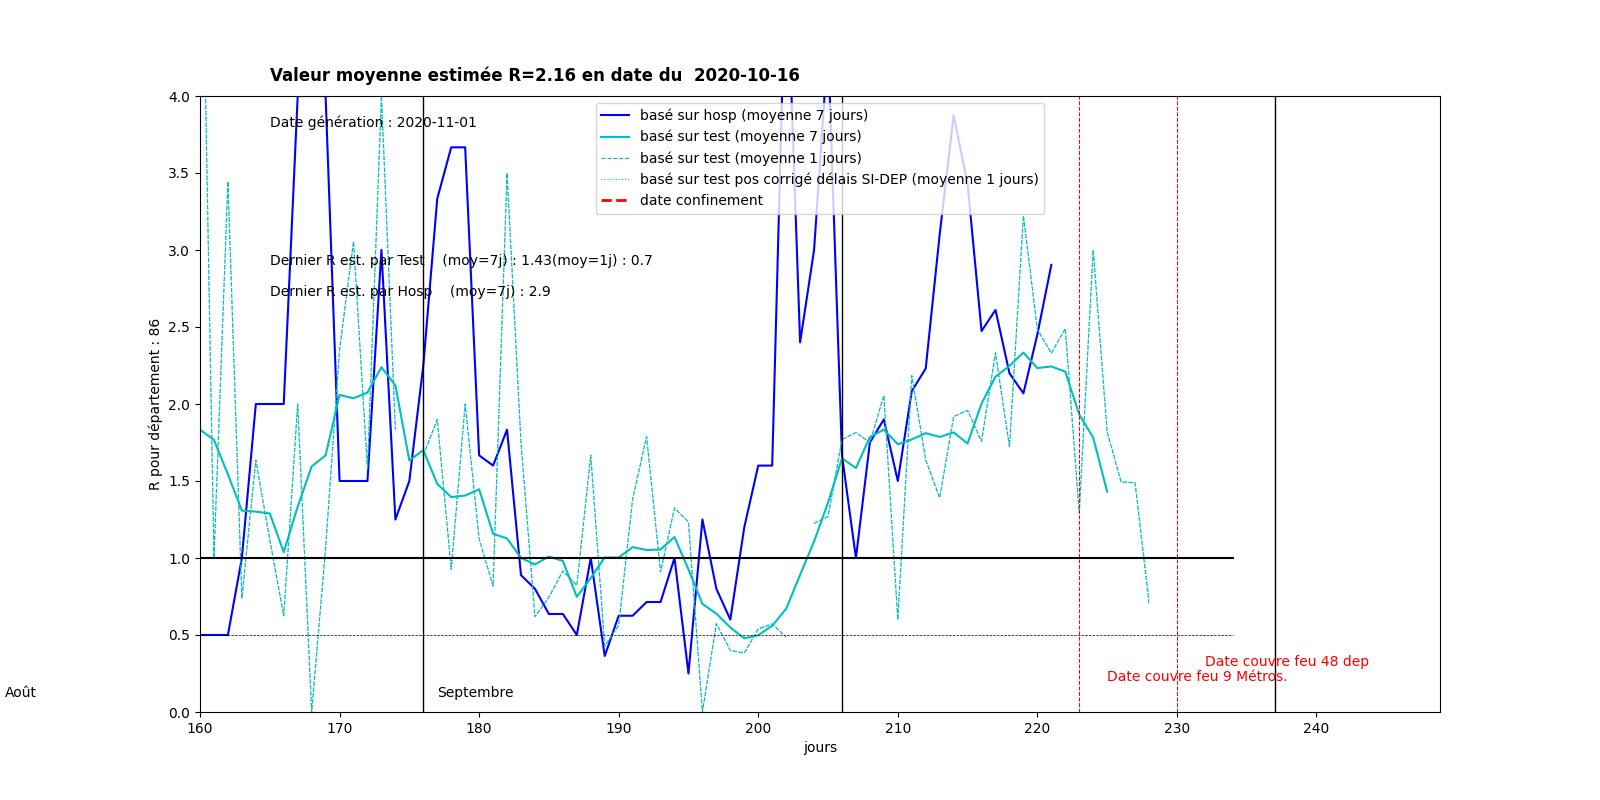 Valeur moyenne estimée R=2.16 en date du  2020-10-16
Date génération : 2020-11-01
basé sur hosp (moyenne 7 jours)
basé sur test (moyenne 7 jours)
basé sur test (moyenne 1 jours)
basé sur test pos corrigé délais SI-DEP (moyenne 1 jours)
date confinement
Dernier R est. par Test    (moy=7j) : 1.43(moy=1j) : 0.7
Dernier R est. par Hosp    (moy=7j) : 2.9
R pour département : 86
4.0
3.5
3.0
2.5
2.0
1.5
1.0
0.5
0.0
Date couvre feu 48 dep
Date couvre feu 9 Métros.
Août
Septembre
160 170 180 190 200 210 220 230 240
jours